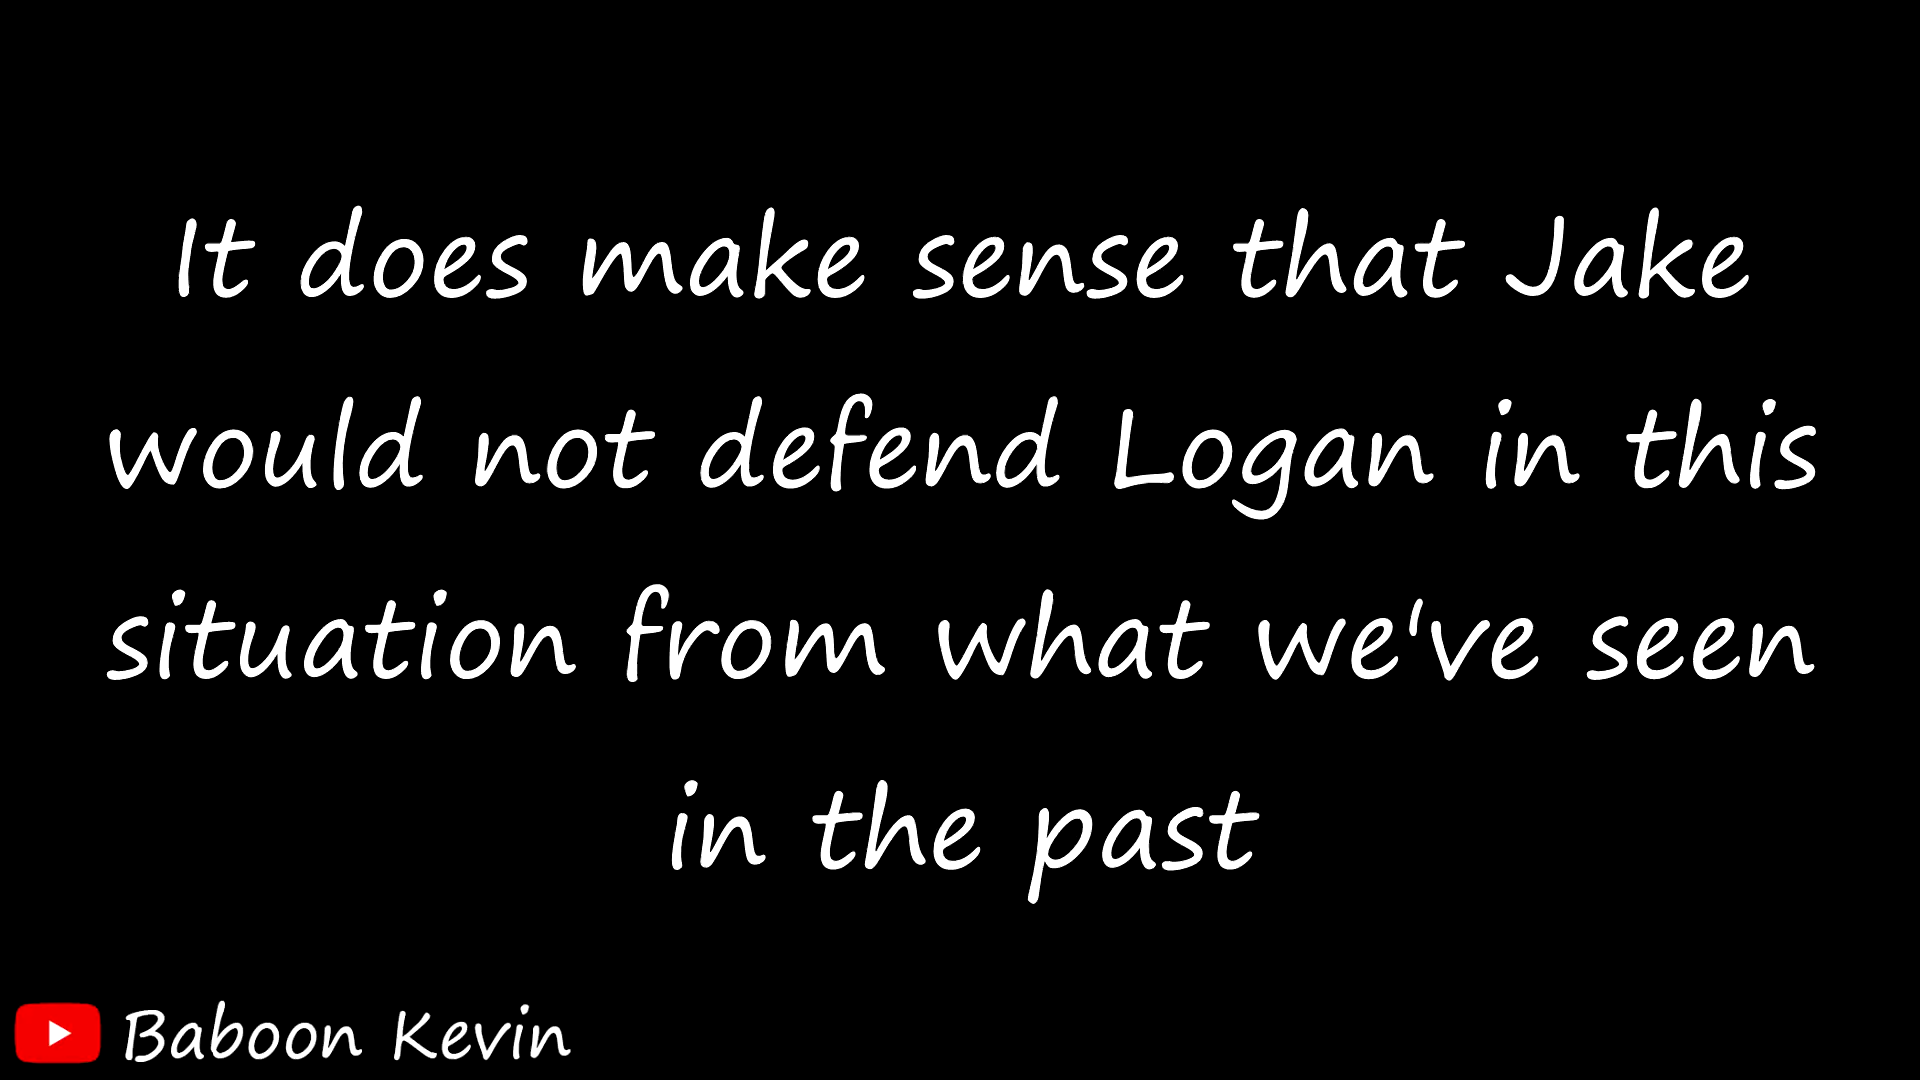 It does make sense that Jake
would not defend Logan in this
situation from what we've seen
in the past
Baboon Kevin